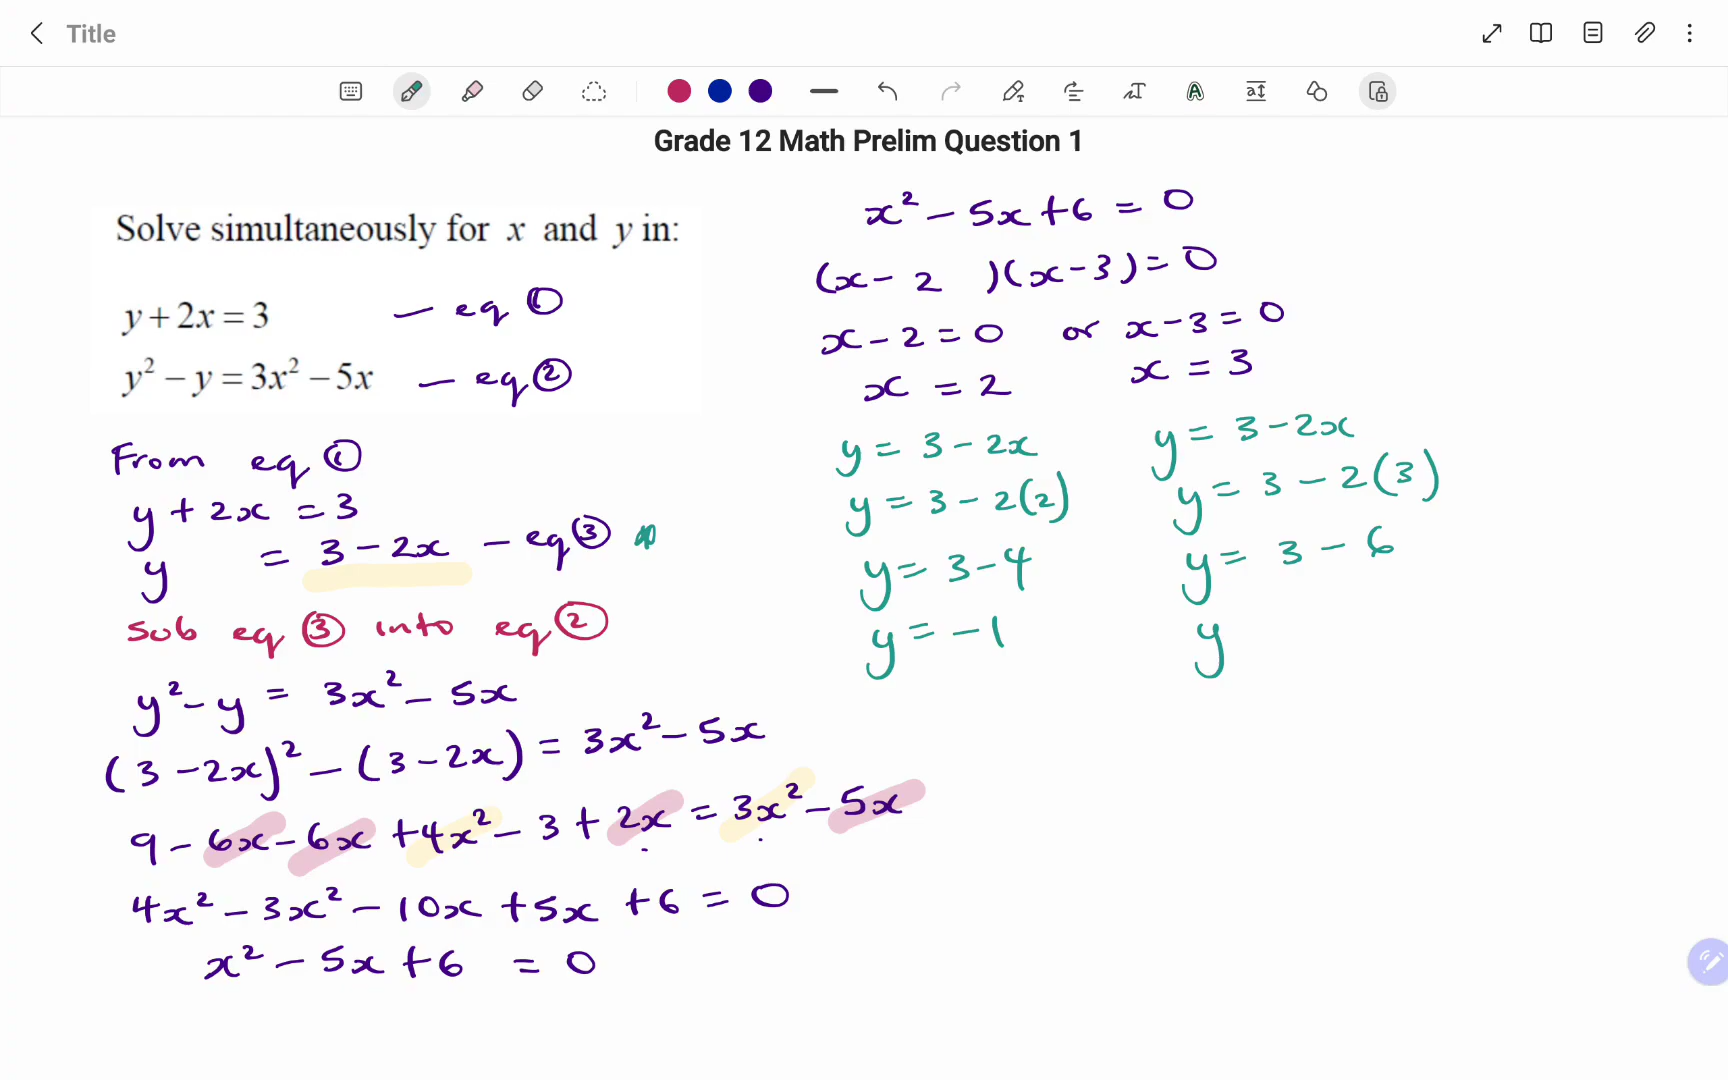 Title
Grade 12 Math Prelim Question 1
Solve simultaneously for x and y in:
y + 2x = 3 — eq ①
y² − y = 3x² − 5x — eq ②
From eq ①
y + 2x = 3
y = 3 − 2x − eq ③
Sub eq ③ into eq ②
y² − y = 3x² − 5x
(3 − 2x)² − (3 − 2x) = 3x² − 5x
9 − 6x − 6x + 4x² − 3 + 2x = 3x² − 5x
4x² − 3x² − 10x + 5x + 6 = 0
x² − 5x + 6 = 0
x² − 5x + 6 = 0
(x − 2 )(x − 3) = 0
x − 2 = 0 or x − 3 = 0
x = 2 x = 3
y = 3 − 2x
y = 3 − 2(2)
y = 3 − 4
y = −1
y = 3 − 2x
y = 3 − 2(3)
y = 3 − 6
y